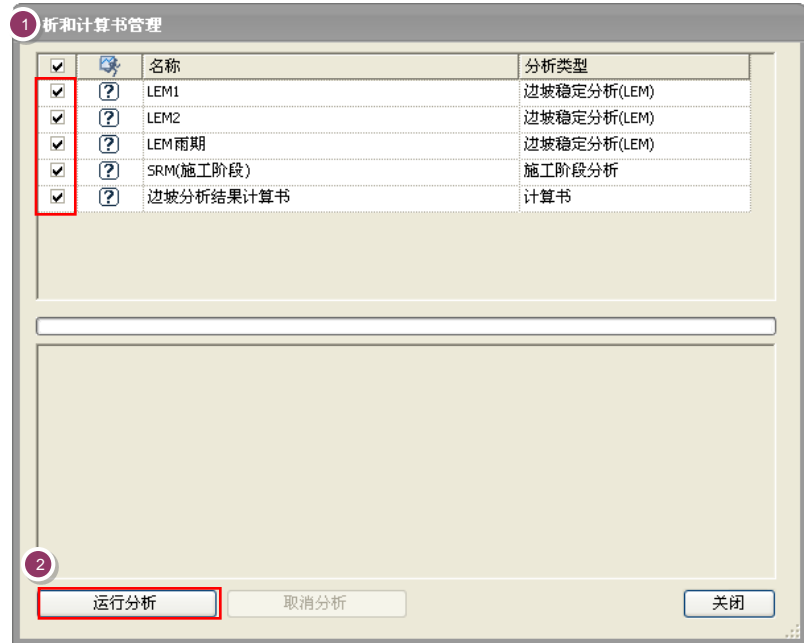 1 析和计算书管理
名称 分析类型
LEM1 边坡稳定分析(LEM)
LEM2 边坡稳定分析(LEM)
LEM雨期 边坡稳定分析(LEM)
SRM(施工阶段) 施工阶段分析
边坡分析结果计算书 计算书
2
运行分析 取消分析 关闭